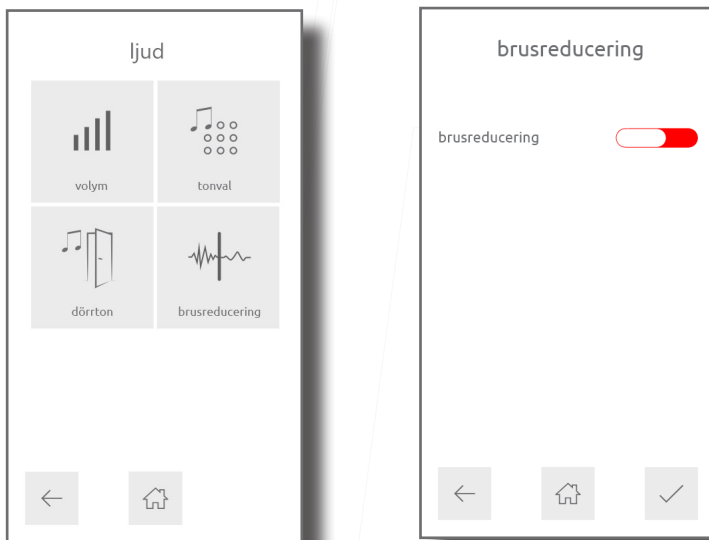 ljud
volym
tonval
dörrton
brusreducering
brusreducering
brusreducering